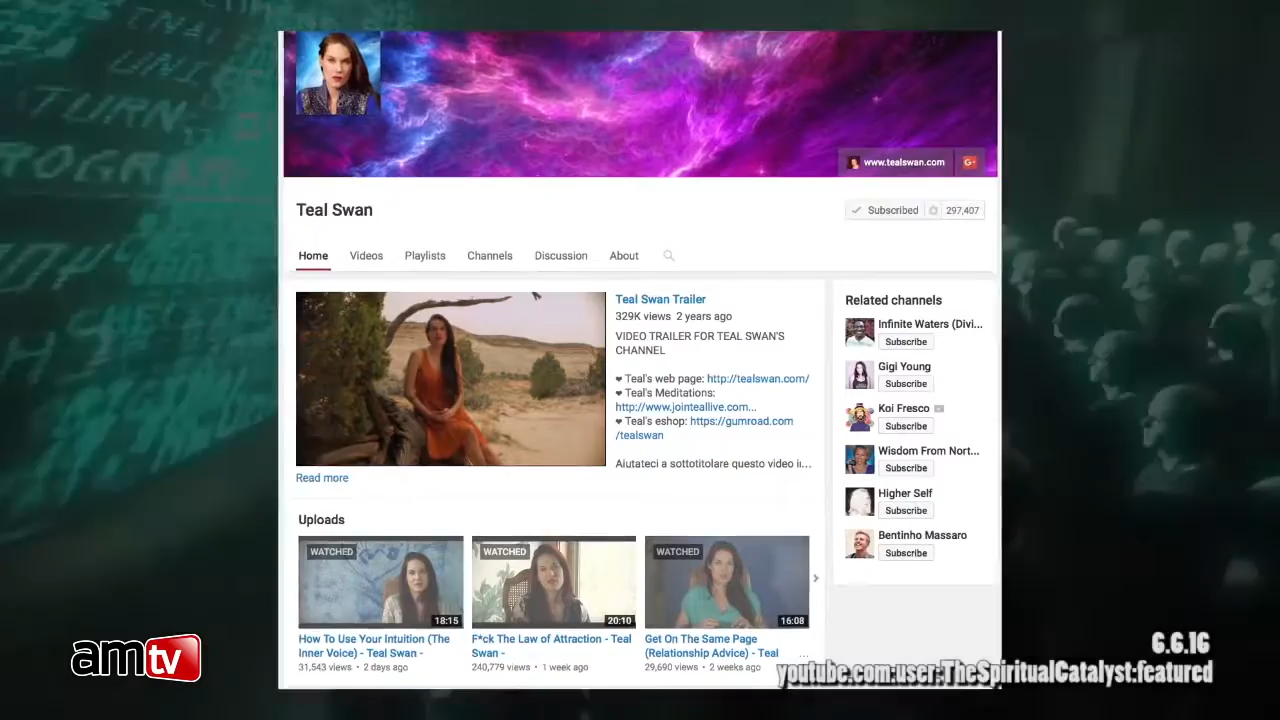 www.tealswan.com
G+
Teal Swan
Subscribed 297,407
Home Videos Playlists Channels Discussion About
Teal Swan Trailer
329K views 2 years ago
VIDEO TRAILER FOR TEAL SWAN'S
CHANNEL
❤ Teal's web page: http://tealswan.com/
❤ Teal's Meditations:
http://www.jointeallive.com...
❤ Teal's eshop: https://gumroad.com
/tealswan
Aiutateci a sottotitolare questo video i...
Read more
Related channels
Infinite Waters (Divi...
Subscribe
Gigi Young
Subscribe
Koi Fresco
Subscribe
Wisdom From Nort...
Subscribe
Higher Self
Subscribe
Bentinho Massaro
Subscribe
Uploads
WATCHED
18:15
How To Use Your Intuition (The
Inner Voice) - Teal Swan -
31,543 views • 2 days ago
WATCHED
20:10
F*ck The Law of Attraction - Teal
Swan -
240,779 views • 1 week ago
WATCHED
16:08
Get On The Same Page
(Relationship Advice) - Teal
...
29,690 views • 2 weeks ago
amtv
6.6.16
youtube.com:user:TheSpiritualCatalyst:featured
TURN